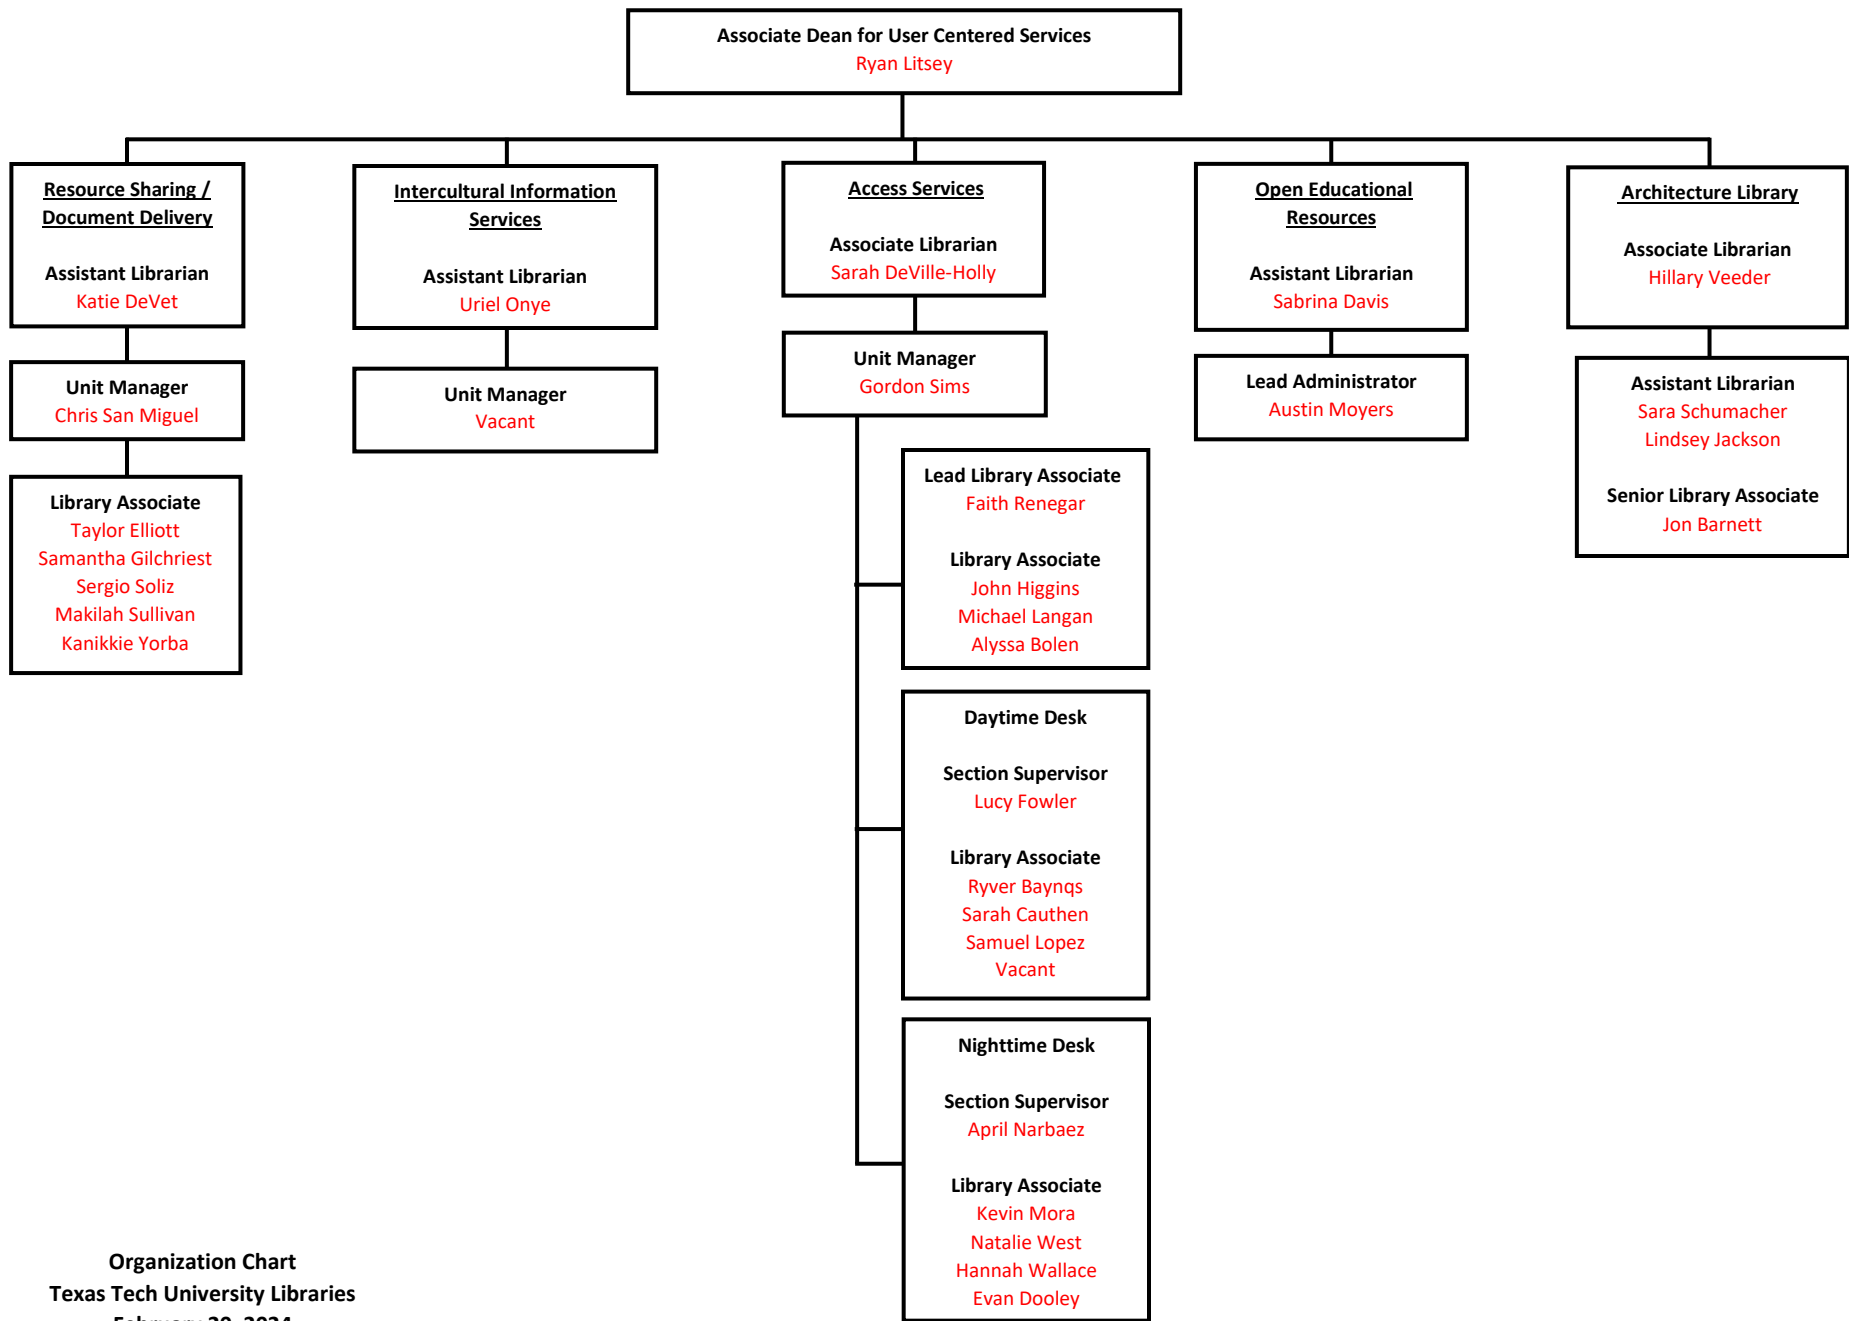 Associate Dean for User Centered Services
Ryan Litsey
Resource Sharing /
Document Delivery
Assistant Librarian
Katie DeVet
Unit Manager
Chris San Miguel
Library Associate
Taylor Elliott
Samantha Gilchriest
Sergio Soliz
Makilah Sullivan
Kanikkie Yorba
Intercultural Information
Services
Assistant Librarian
Uriel Onye
Unit Manager
Vacant
Access Services
Associate Librarian
Sarah DeVille-Holly
Unit Manager
Gordon Sims
Lead Library Associate
Faith Renegar
Library Associate
John Higgins
Michael Langan
Alyssa Bolen
Daytime Desk
Section Supervisor
Lucy Fowler
Library Associate
Ryver Baynqs
Sarah Cauthen
Samuel Lopez
Vacant
Nighttime Desk
Section Supervisor
April Narbaez
Library Associate
Kevin Mora
Natalie West
Hannah Wallace
Evan Dooley
Open Educational
Resources
Assistant Librarian
Sabrina Davis
Lead Administrator
Austin Moyers
Architecture Library
Associate Librarian
Hillary Veeder
Assistant Librarian
Sara Schumacher
Lindsey Jackson
Senior Library Associate
Jon Barnett
Organization Chart
Texas Tech University Libraries
February 2024